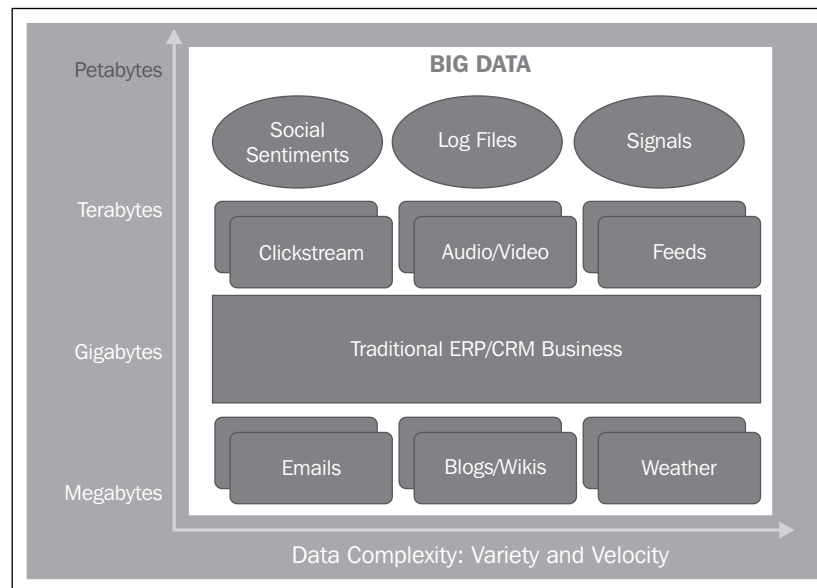 BIG DATA
Petabytes
Social
Sentiments
Log Files
Signals
Terabytes
Clickstream
Audio/Video
Feeds
Gigabytes
Traditional ERP/CRM Business
Emails
Blogs/Wikis
Weather
Megabytes
Data Complexity: Variety and Velocity